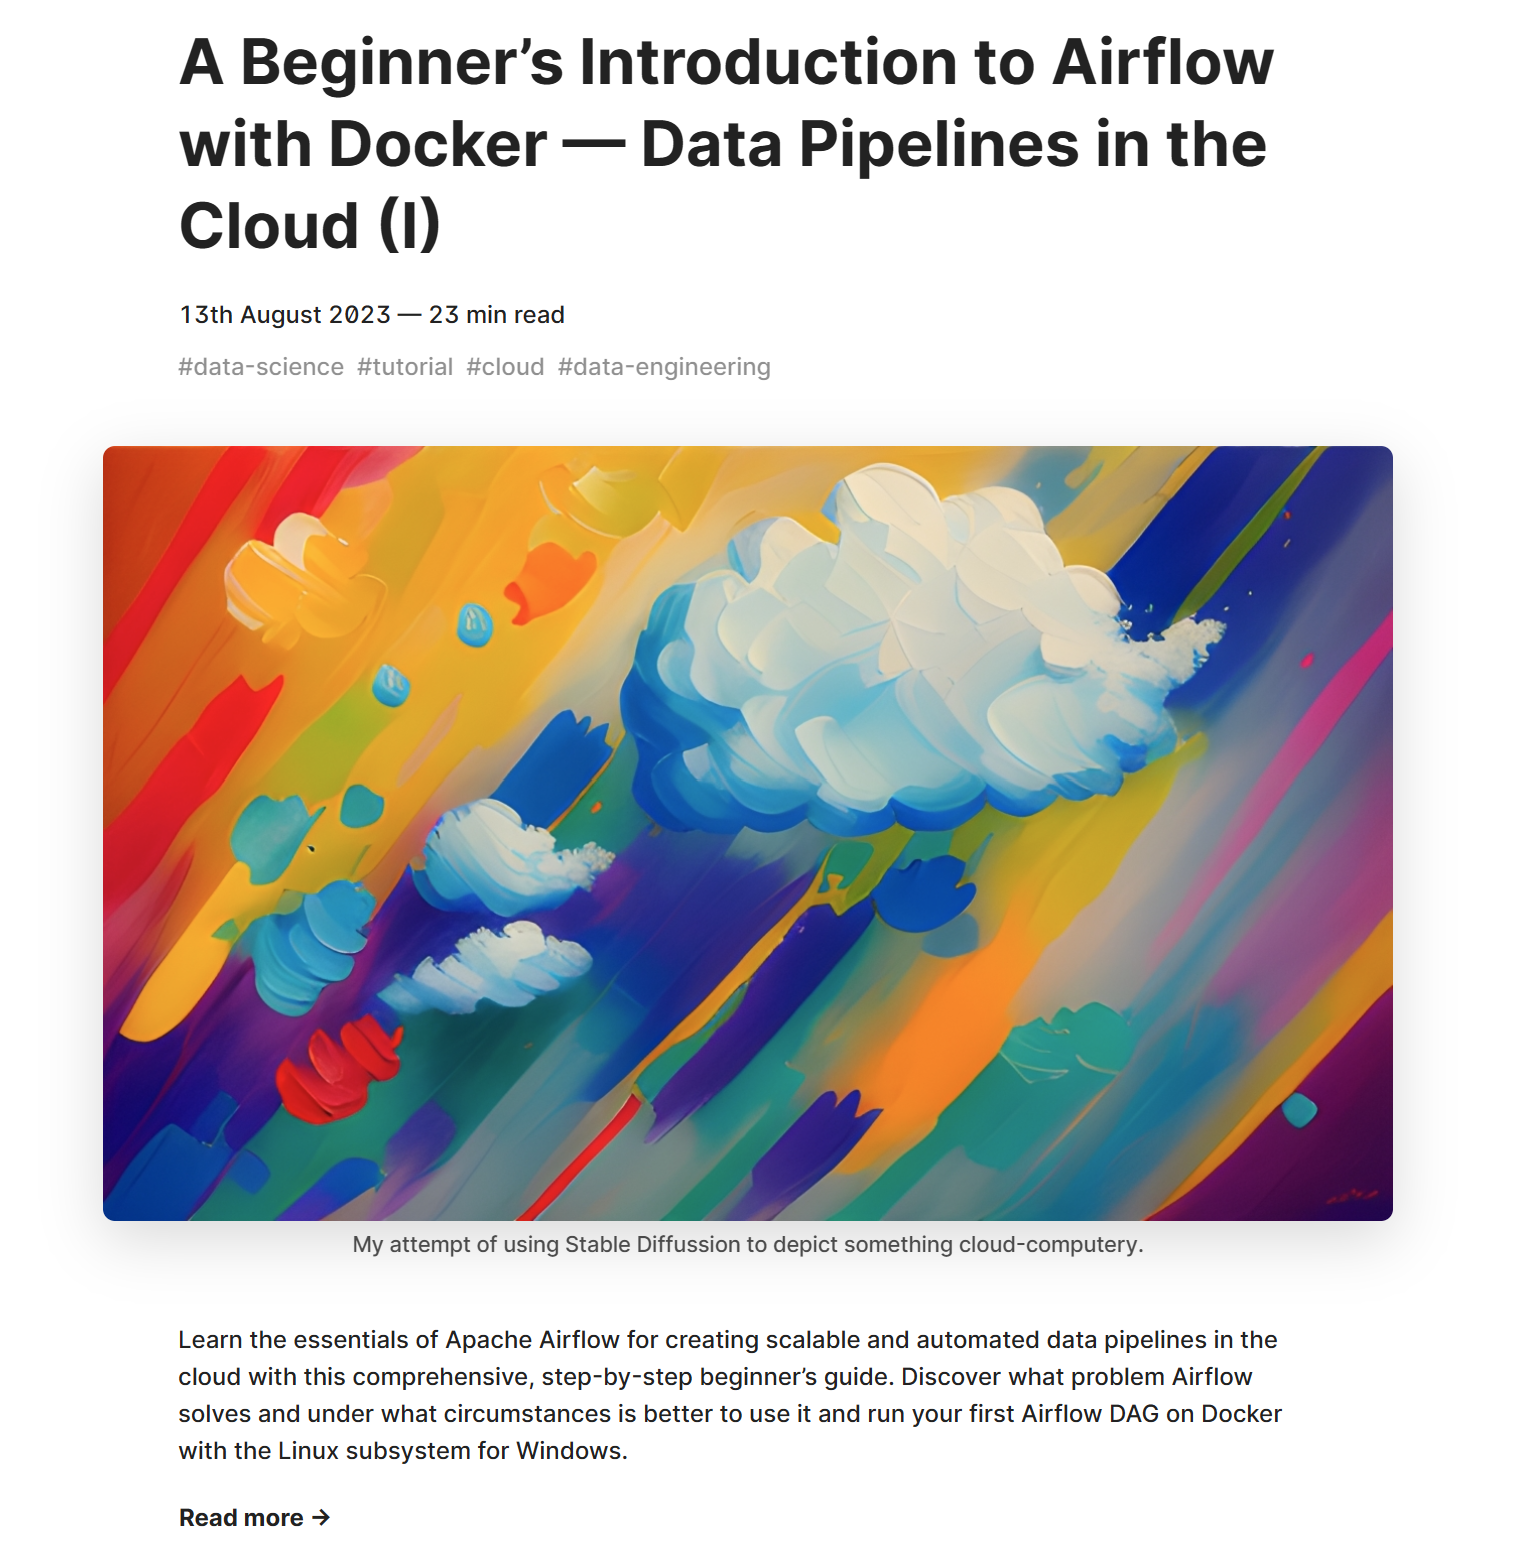 A Beginner’s Introduction to Airflow
with Docker — Data Pipelines in the
Cloud (I)
13th August 2023 — 23 min read
#data-science #tutorial #cloud #data-engineering
My attempt of using Stable Diffussion to depict something cloud-computery.
Learn the essentials of Apache Airflow for creating scalable and automated data pipelines in the
cloud with this comprehensive, step-by-step beginner’s guide. Discover what problem Airflow
solves and under what circumstances is better to use it and run your first Airflow DAG on Docker
with the Linux subsystem for Windows.
Read more →